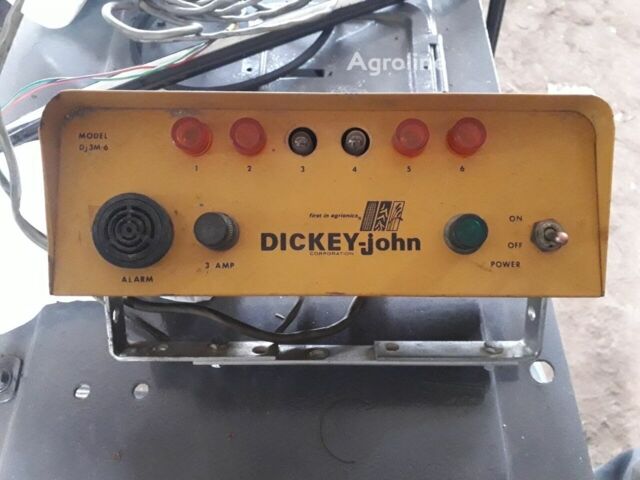 Agroline
MODEL
Dj3M-6
1 2 3 4 5 6
first in agrionics
DICKEY-john
CORPORATION
ALARM
3 AMP
ON
OFF
POWER